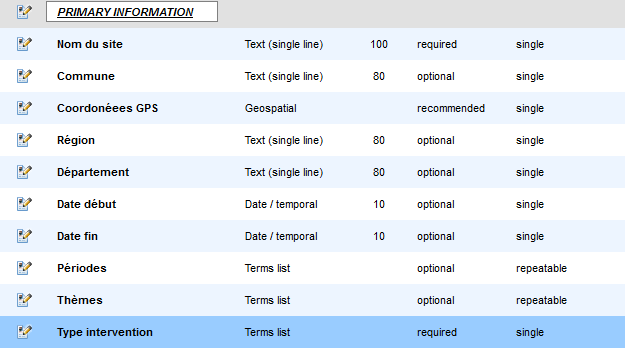 PRIMARY INFORMATION
Nom du site Text (single line) 100 required single
Commune Text (single line) 80 optional single
Coordonéees GPS Geospatial recommended single
Région Text (single line) 80 optional single
Département Text (single line) 80 optional single
Date début Date / temporal 10 optional single
Date fin Date / temporal 10 optional single
Périodes Terms list optional repeatable
Thèmes Terms list optional repeatable
Type intervention Terms list required single